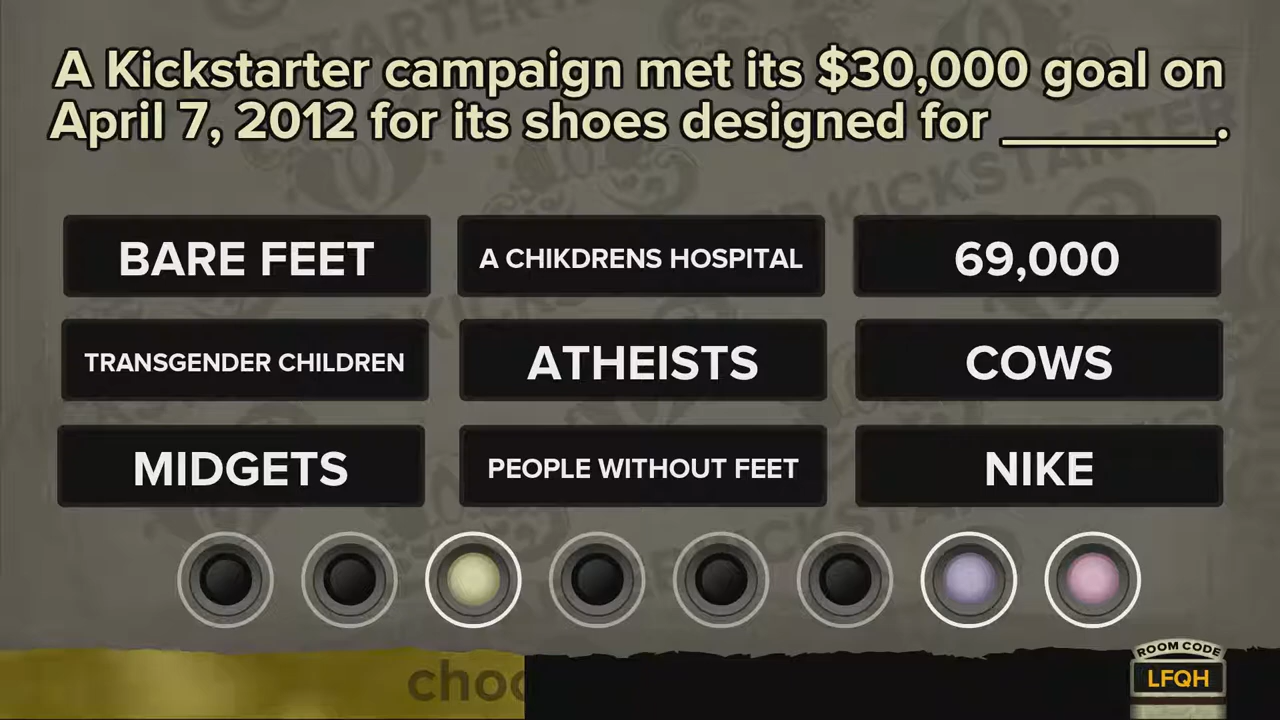 A Kickstarter campaign met its $30,000 goal on
April 7, 2012 for its shoes designed for ________.
BARE FEET
A CHIKDRENS HOSPITAL
69,000
TRANSGENDER CHILDREN
ATHEISTS
COWS
MIDGETS
PEOPLE WITHOUT FEET
NIKE
choo
ROOM CODE
LFQH